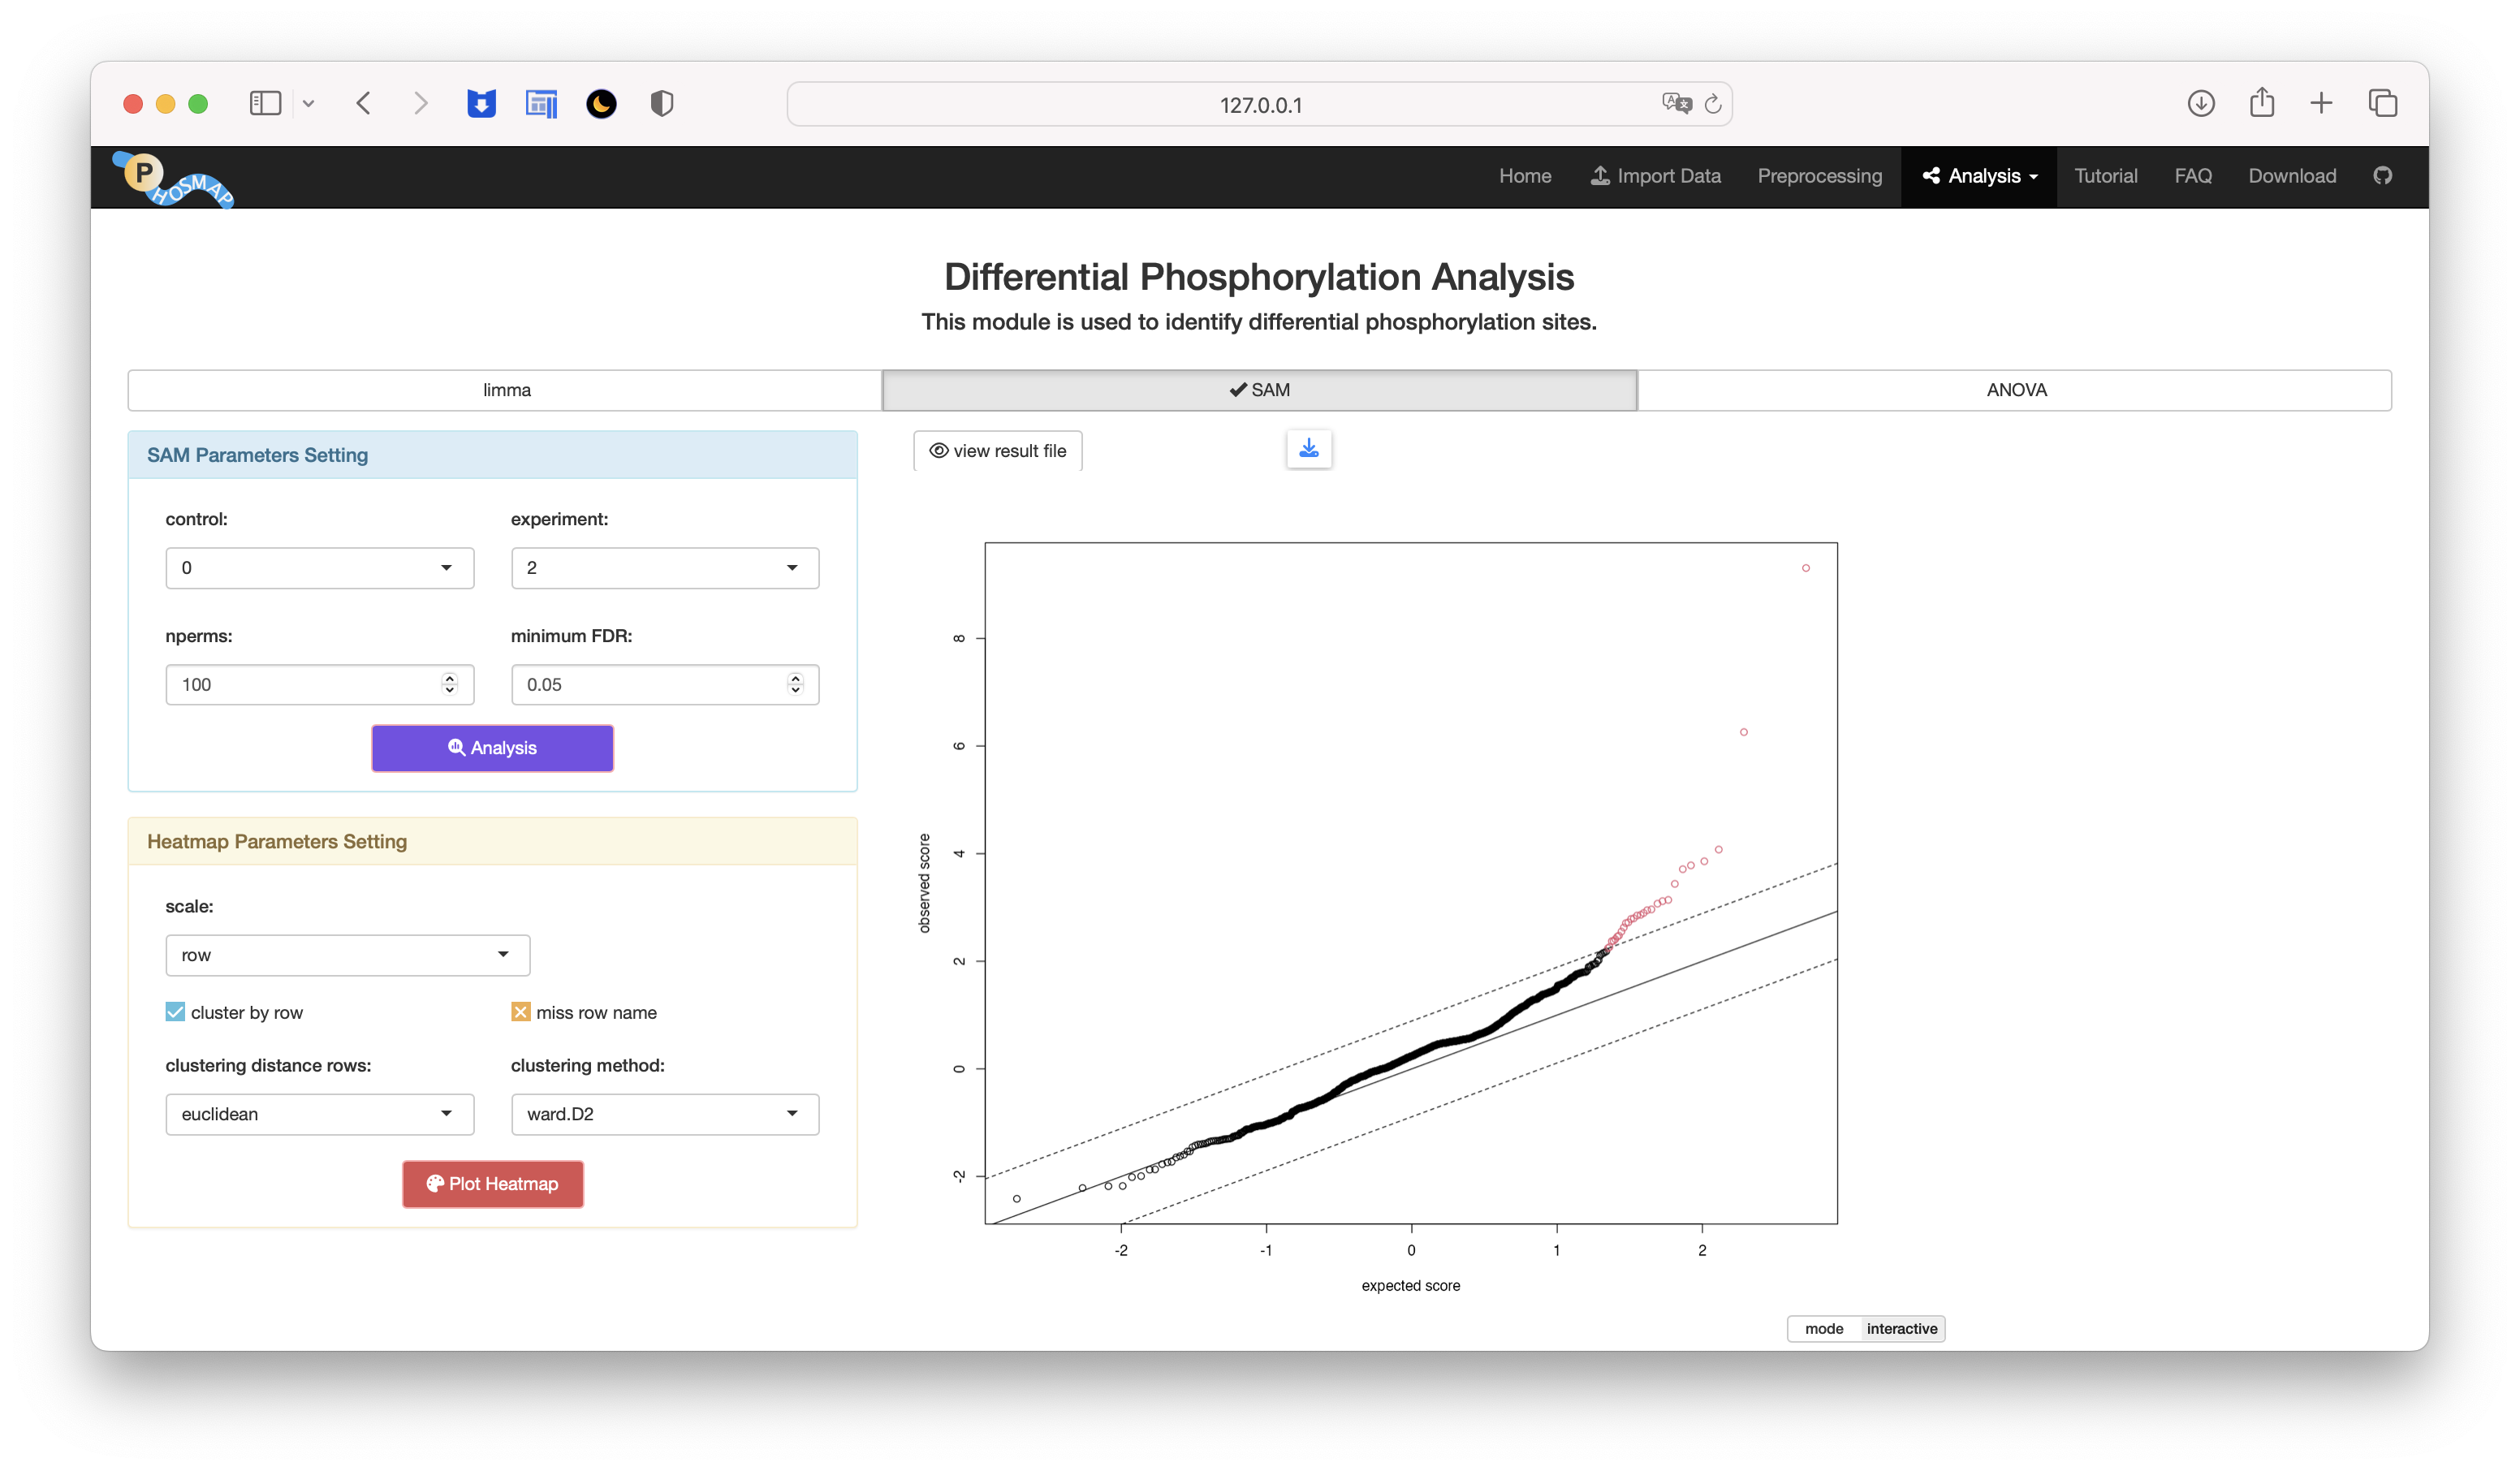 127.0.0.1
PHOSMAP
Home Import Data Preprocessing Analysis Tutorial FAQ Download
Differential Phosphorylation Analysis
This module is used to identify differential phosphorylation sites.
limma SAM ANOVA
SAM Parameters Setting
view result file
control: experiment:
0 2
nperms: minimum FDR:
100 0.05
Analysis
Heatmap Parameters Setting
scale:
row
cluster by row miss row name
clustering distance rows: clustering method:
euclidean ward.D2
Plot Heatmap
observed score
8
6
4
2
0
-2
-2 -1 0 1 2
expected score
mode interactive